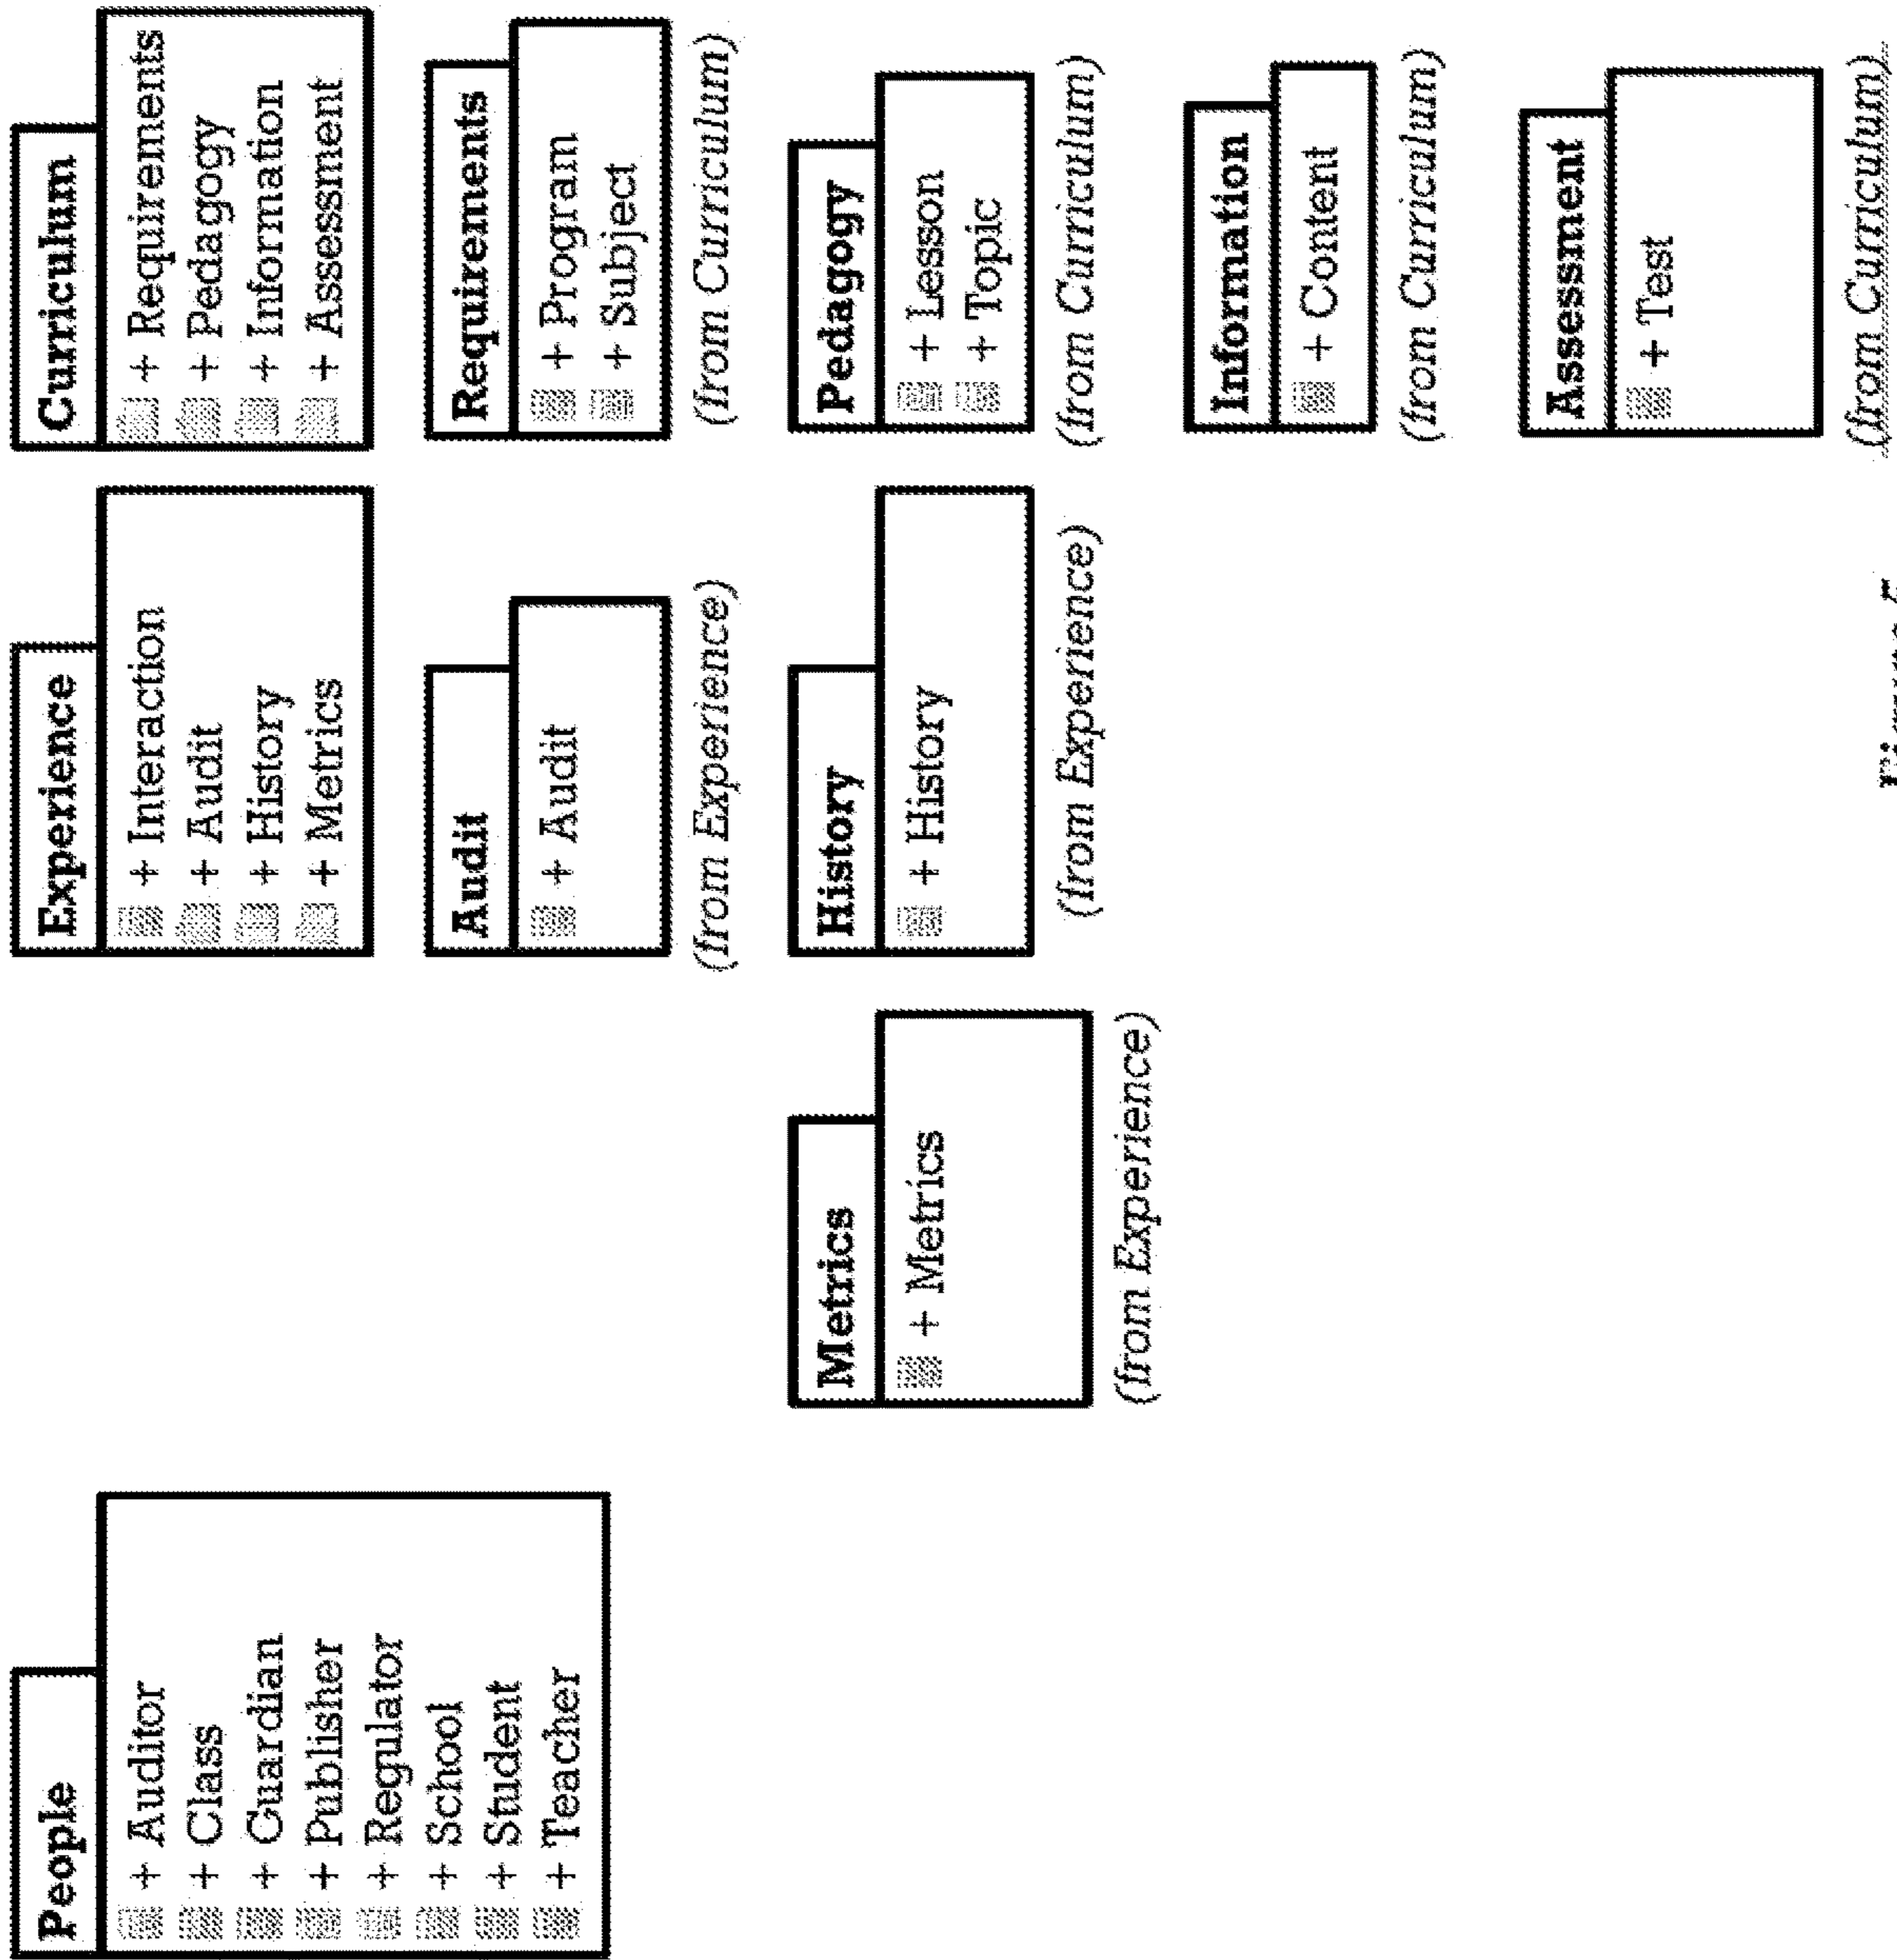 People
+ Auditor
+ Class
+ Guardian
+ Publisher
+ Regulator
+ School
+ Student
+ Teacher
Experience
+ Interaction
+ Audit
+ History
+ Metrics
Curriculum
+ Requirements
+ Pedagogy
+ Information
+ Assessment
Audit
+ Audit
(from Experience)
Requirements
+ Program
+ Subject
(from Curriculum)
Metrics
+ Metrics
(from Experience)
History
+ History
(from Experience)
Pedagogy
+ Lesson
+ Topic
(from Curriculum)
Information
+ Content
(from Curriculum)
Assessment
+ Test
(from Curriculum)